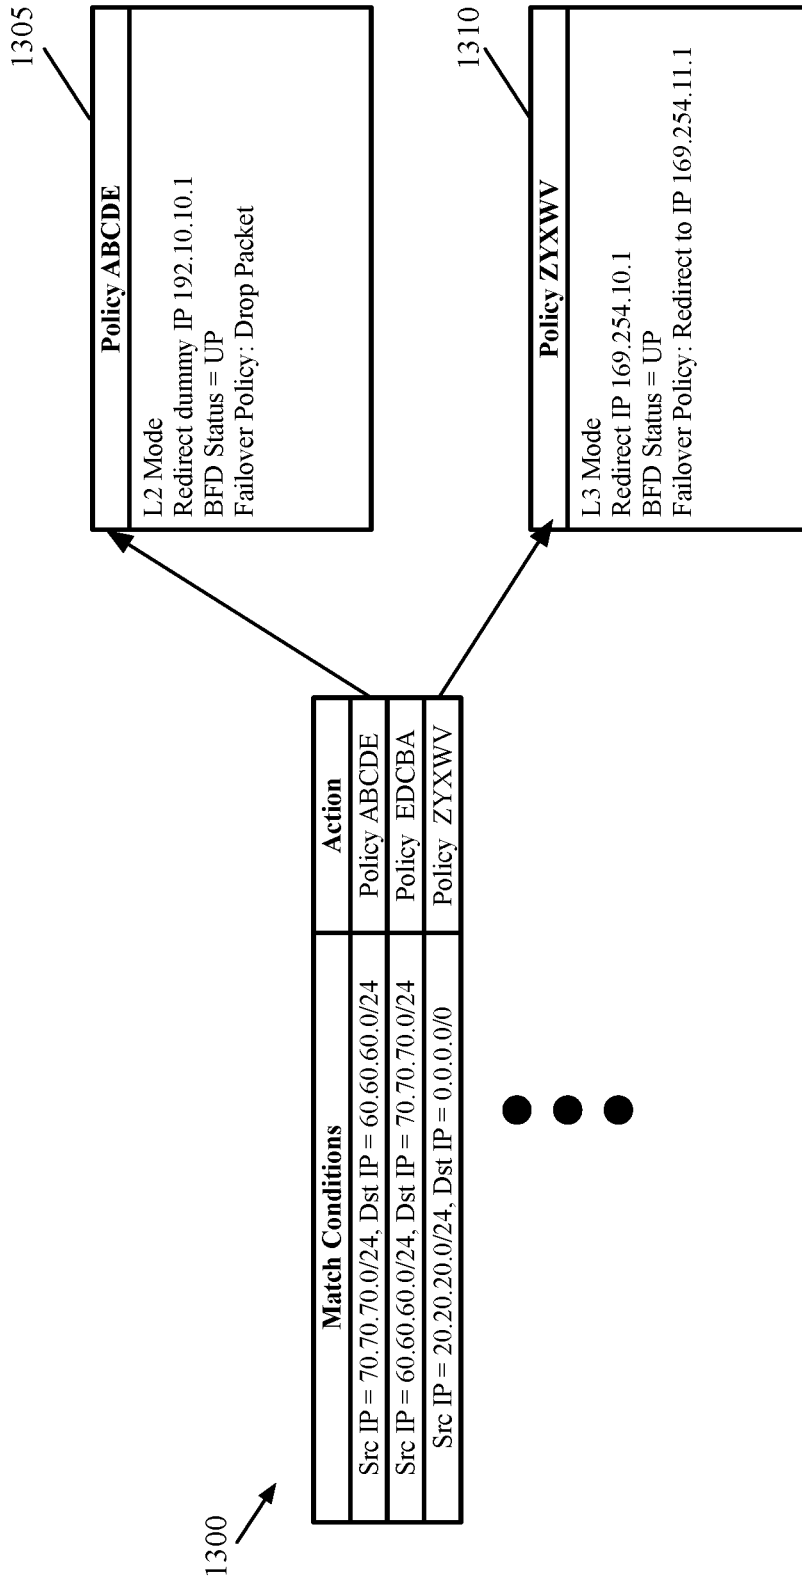 1300
Match Conditions
Action
Src IP = 70.70.70.0/24, Dst IP = 60.60.60.0/24
Policy ABCDE
Src IP = 60.60.60.0/24, Dst IP = 70.70.70.0/24
Policy EDCBA
Src IP = 20.20.20.0/24, Dst IP = 0.0.0.0/0
Policy ZYXWV
1305
Policy ABCDE
L2 Mode
Redirect dummy IP 192.10.10.1
BFD Status = UP
Failover Policy: Drop Packet
1310
Policy ZYXWV
L3 Mode
Redirect IP 169.254.10.1
BFD Status = UP
Failover Policy: Redirect to IP 169.254.11.1